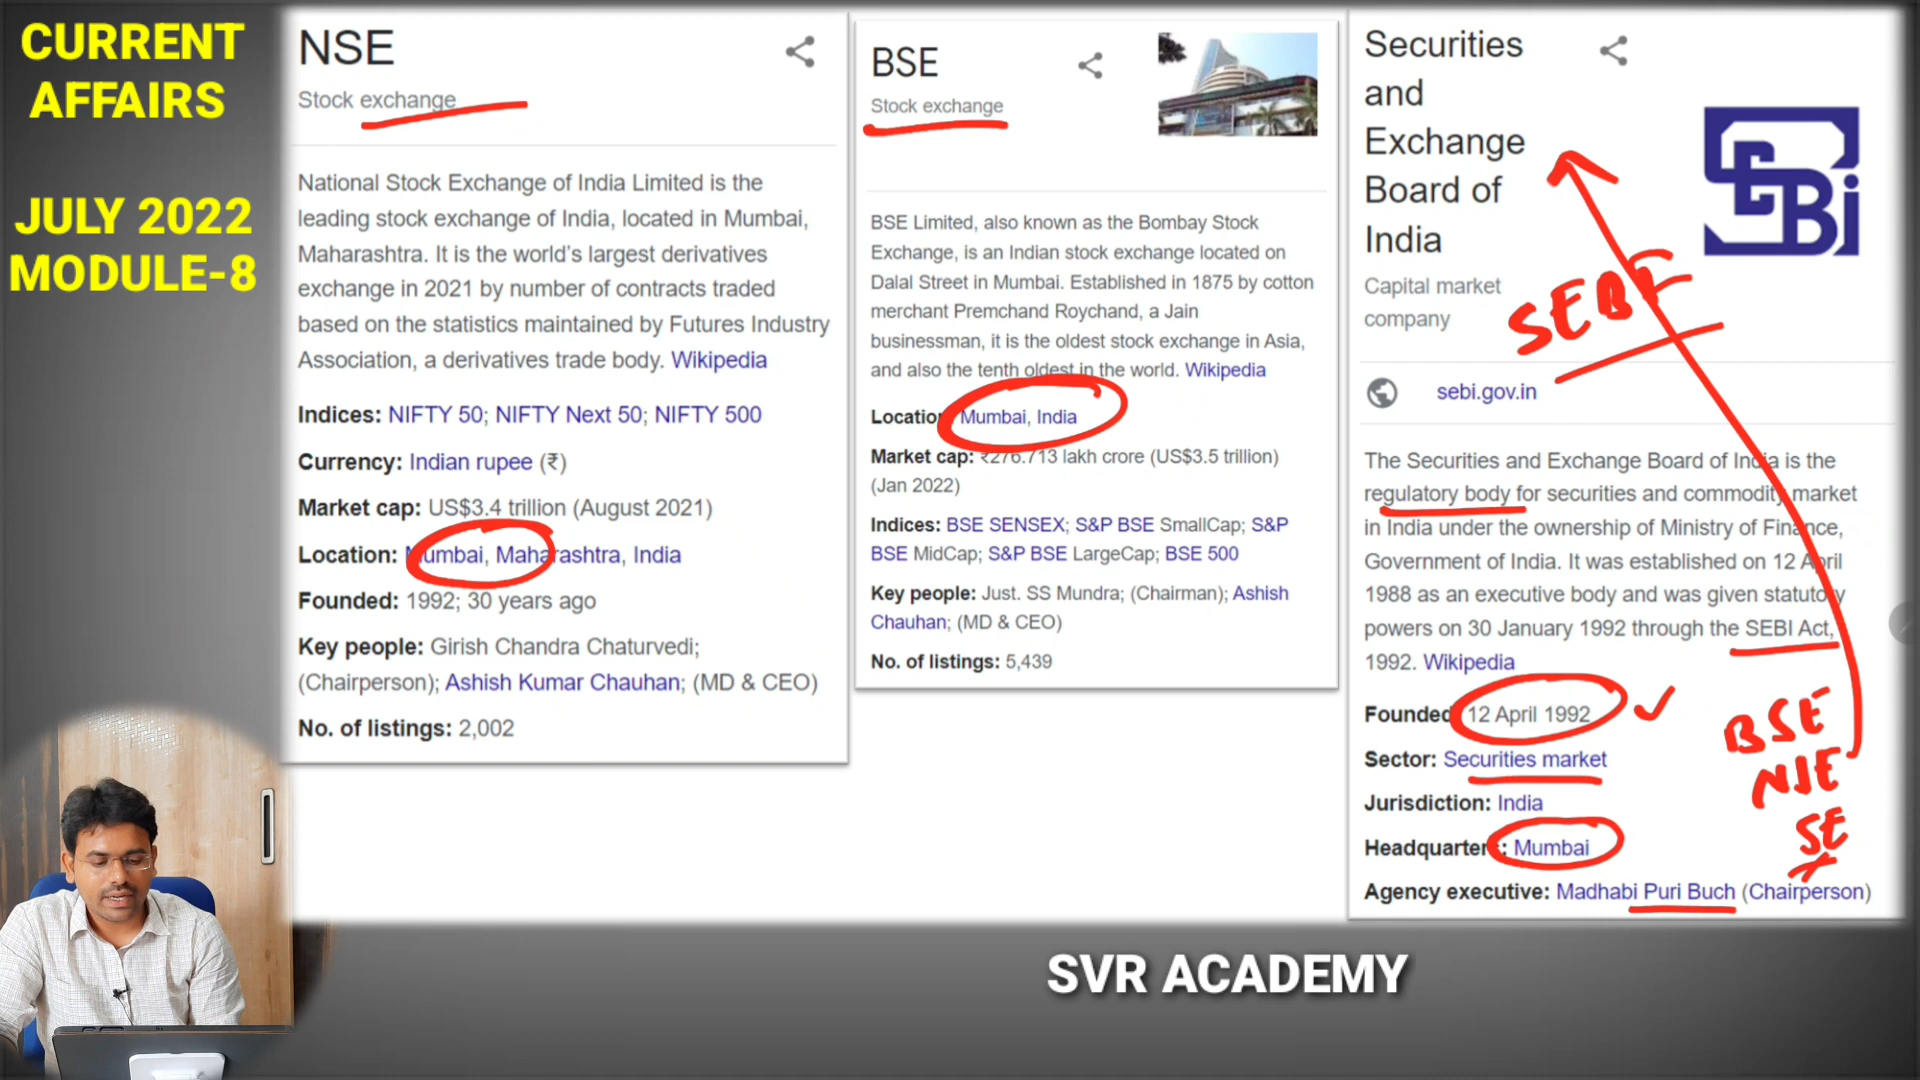 CURRENT
AFFAIRS
JULY 2022
MODULE-8
NSE
Stock exchange
National Stock Exchange of India Limited is the
leading stock exchange of India, located in Mumbai,
Maharashtra. It is the world's largest derivatives
exchange in 2021 by number of contracts traded
based on the statistics maintained by Futures Industry
Association, a derivatives trade body. Wikipedia
Indices: NIFTY 50; NIFTY Next 50; NIFTY 500
Currency: Indian rupee (₹)
Market cap: US$3.4 trillion (August 2021)
Location: Mumbai, Maharashtra, India
Founded: 1992; 30 years ago
Key people: Girish Chandra Chaturvedi;
(Chairperson); Ashish Kumar Chauhan; (MD & CEO)
No. of listings: 2,002
BSE
Stock exchange
BSE Limited, also known as the Bombay Stock
Exchange, is an Indian stock exchange located on
Dalal Street in Mumbai. Established in 1875 by cotton
merchant Premchand Roychand, a Jain
businessman, it is the oldest stock exchange in Asia,
and also the tenth oldest in the world. Wikipedia
Location: Mumbai, India
Market cap: ₹276.713 lakh crore (US$3.5 trillion)
(Jan 2022)
Indices: BSE SENSEX; S&P BSE SmallCap; S&P
BSE MidCap; S&P BSE LargeCap; BSE 500
Key people: Just. SS Mundra; (Chairman); Ashish
Chauhan; (MD & CEO)
No. of listings: 5,439
Securities
and
Exchange
Board of
India
Capital market
company
SEBi
SEBI
sebi.gov.in
The Securities and Exchange Board of India is the
regulatory body for securities and commodity market
in India under the ownership of Ministry of Finance,
Government of India. It was established on 12 April
1988 as an executive body and was given statutory
powers on 30 January 1992 through the SEBI Act,
1992. Wikipedia
Founded: 12 April 1992
Sector: Securities market
Jurisdiction: India
Headquarters: Mumbai
Agency executive: Madhabi Puri Buch (Chairperson)
BSE
NSE
SE
SVR ACADEMY